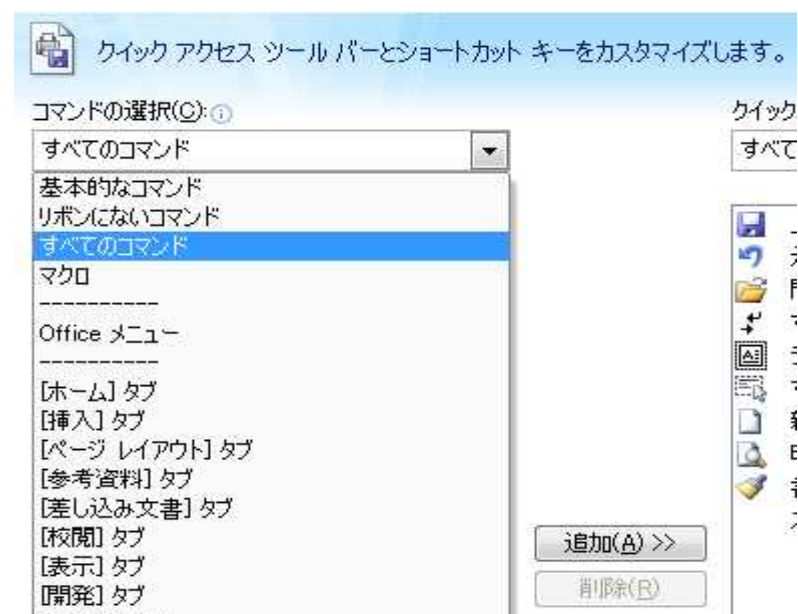 クイック アクセス ツール バーとショートカット キーをカスタマイズします。
コマンドの選択(C):
すべてのコマンド
基本的なコマンド
リボンにないコマンド
すべてのコマンド
マクロ
----------
Office メニュー
----------
[ホーム] タブ
[挿入] タブ
[ページ レイアウト] タブ
[参考資料] タブ
[差し込み文書] タブ
[校閲] タブ
[表示] タブ
[開発] タブ
クイック
すべて
追加(A) >>
削除(R)